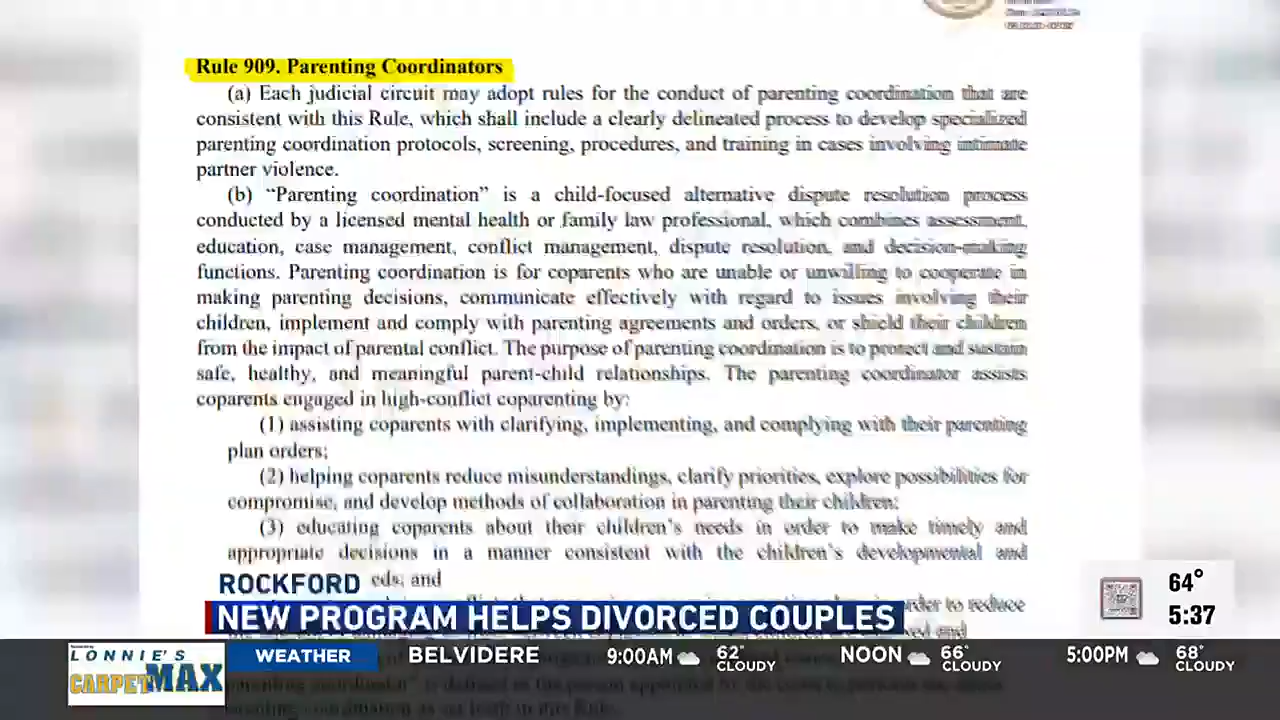 Rule 909. Parenting Coordinators
(a) Each judicial circuit may adopt rules for the conduct of parenting coordination that are
consistent with this Rule, which shall include a clearly delineated process to develop specialized
parenting coordination protocols, screening, procedures, and training in cases involving intimate
partner violence.
(b) “Parenting coordination” is a child-focused alternative dispute resolution process
conducted by a licensed mental health or family law professional, which combines assessment,
education, case management, conflict management, dispute resolution, and decision-making
functions. Parenting coordination is for coparents who are unable or unwilling to cooperate in
making parenting decisions, communicate effectively with regard to issues involving their
children, implement and comply with parenting agreements and orders, or shield their children
from the impact of parental conflict. The purpose of parenting coordination is to protect and sustain
safe, healthy, and meaningful parent-child relationships. The parenting coordinator assists
coparents engaged in high-conflict coparenting by:
(1) assisting coparents with clarifying, implementing, and complying with their parenting
plan orders;
(2) helping coparents reduce misunderstandings, clarify priorities, explore possibilities for
compromise, and develop methods of collaboration in parenting their children;
(3) educating coparents about their children’s needs in order to make timely and
appropriate decisions in a manner consistent with the children’s developmental and
eds; and
ROCKFORD
order to reduce
NEW PROGRAM HELPS DIVORCED COUPLES
64°
5:37
LONNIE'S
CARPET MAX
WEATHER
BELVIDERE
9:00AM 62° CLOUDY
NOON 66° CLOUDY
5:00PM 68° CLOUDY